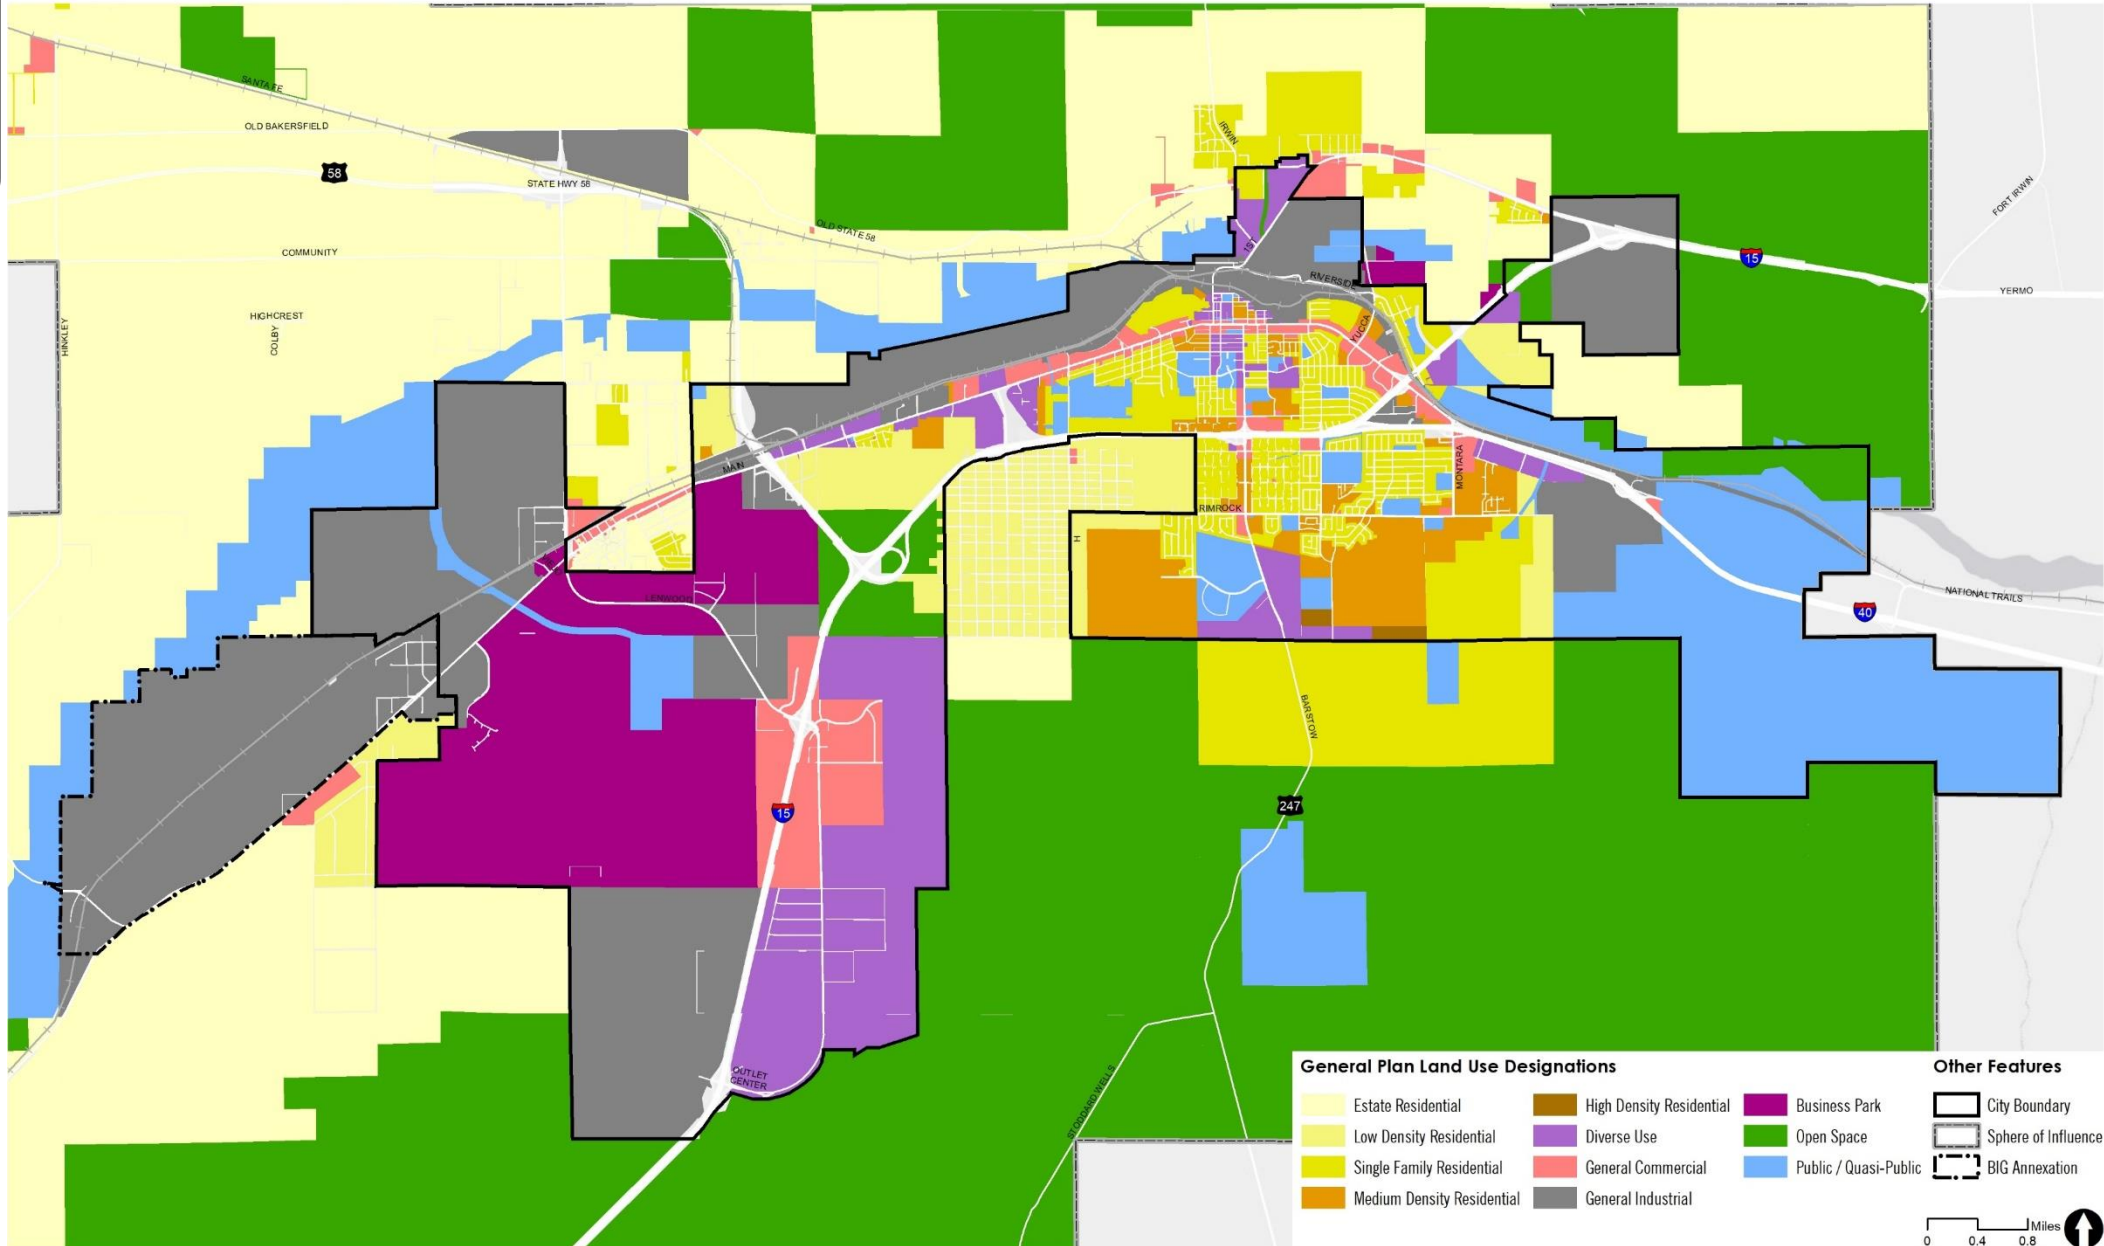 SANTA FE
OLD BAKERSFIELD
58
STATE HWY 58
OLD STATE 58
COMMUNITY
HIGHCREST
COLBY
HINKLEY
IRWIN
1ST
RIVERSIDE
YUCCA
FORT IRWIN
15
YERMO
MAIN
MONTARA
RIMROCK
H
LENWOOD
NATIONAL TRAILS
40
BARSTOW
247
15
OUTLET
CENTER
STODDARD WELLS
General Plan Land Use Designations
Estate Residential
Low Density Residential
Single Family Residential
Medium Density Residential
High Density Residential
Diverse Use
General Commercial
General Industrial
Business Park
Open Space
Public / Quasi-Public
Other Features
City Boundary
Sphere of Influence
BIG Annexation
Miles
0 0.4 0.8